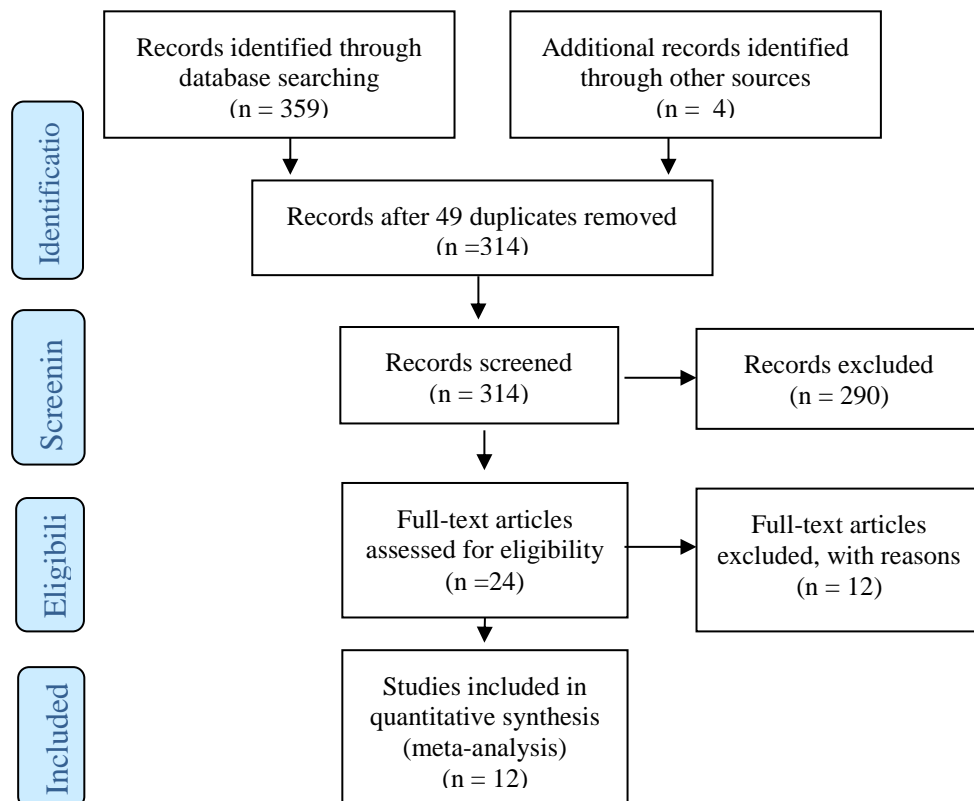 Records identified through
database searching
(n = 359)
Additional records identified
through other sources
(n = 4)
Identificatio
Records after 49 duplicates removed
(n =314)
Screenin
Records screened
(n = 314)
Records excluded
(n = 290)
Eligibili
Full-text articles
assessed for eligibility
(n =24)
Full-text articles
excluded, with reasons
(n = 12)
Included
Studies included in
quantitative synthesis
(meta-analysis)
(n = 12)